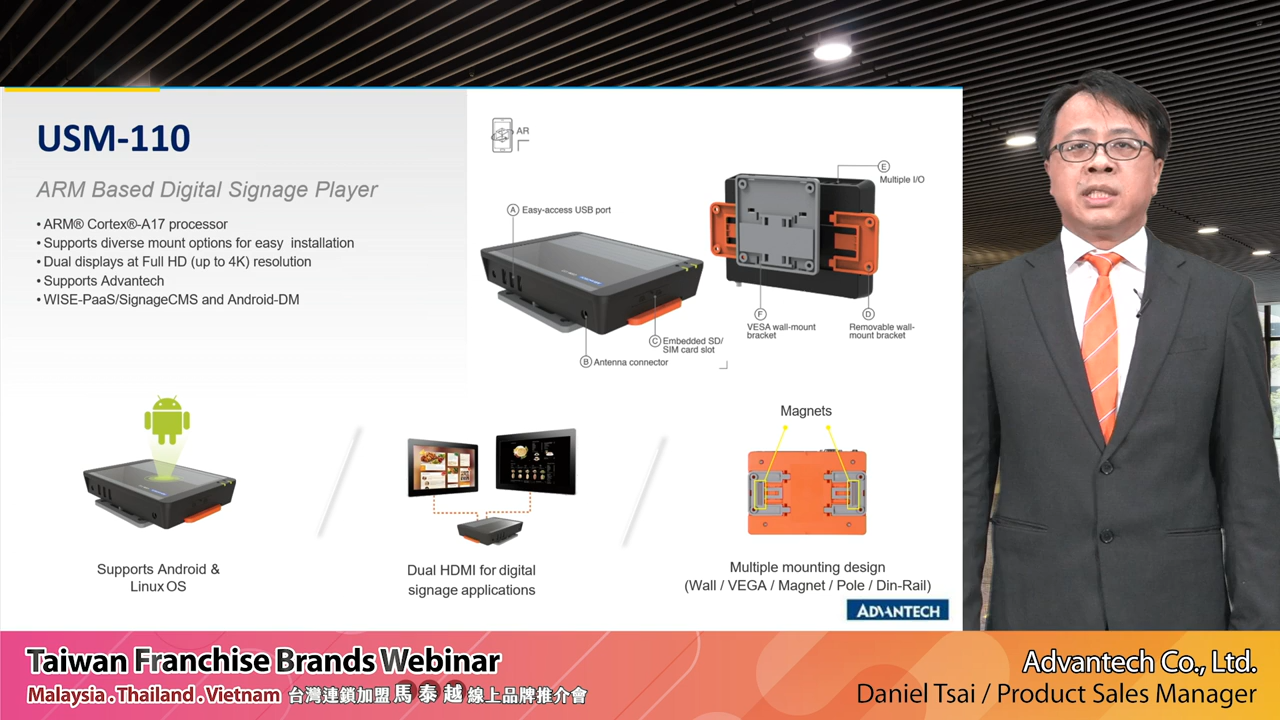 USM-110
ARM Based Digital Signage Player
• ARM® Cortex®-A17 processor
• Supports diverse mount options for easy installation
• Dual displays at Full HD (up to 4K) resolution
• Supports Advantech
• WISE-PaaS/SignageCMS and Android-DM
AR
A Easy-access USB port
E
Multiple I/O
F
VESA wall-mount
bracket
D
Removable wall-
mount bracket
C Embedded SD/
SIM card slot
B Antenna connector
Supports Android &
Linux OS
Dual HDMI for digital
signage applications
Magnets
Multiple mounting design
(Wall / VEGA / Magnet / Pole / Din-Rail)
ADVANTECH
Taiwan Franchise Brands Webinar
Malaysia . Thailand . Vietnam 台灣連鎖加盟馬泰越線上品牌推介會
Advantech Co., Ltd.
Daniel Tsai / Product Sales Manager